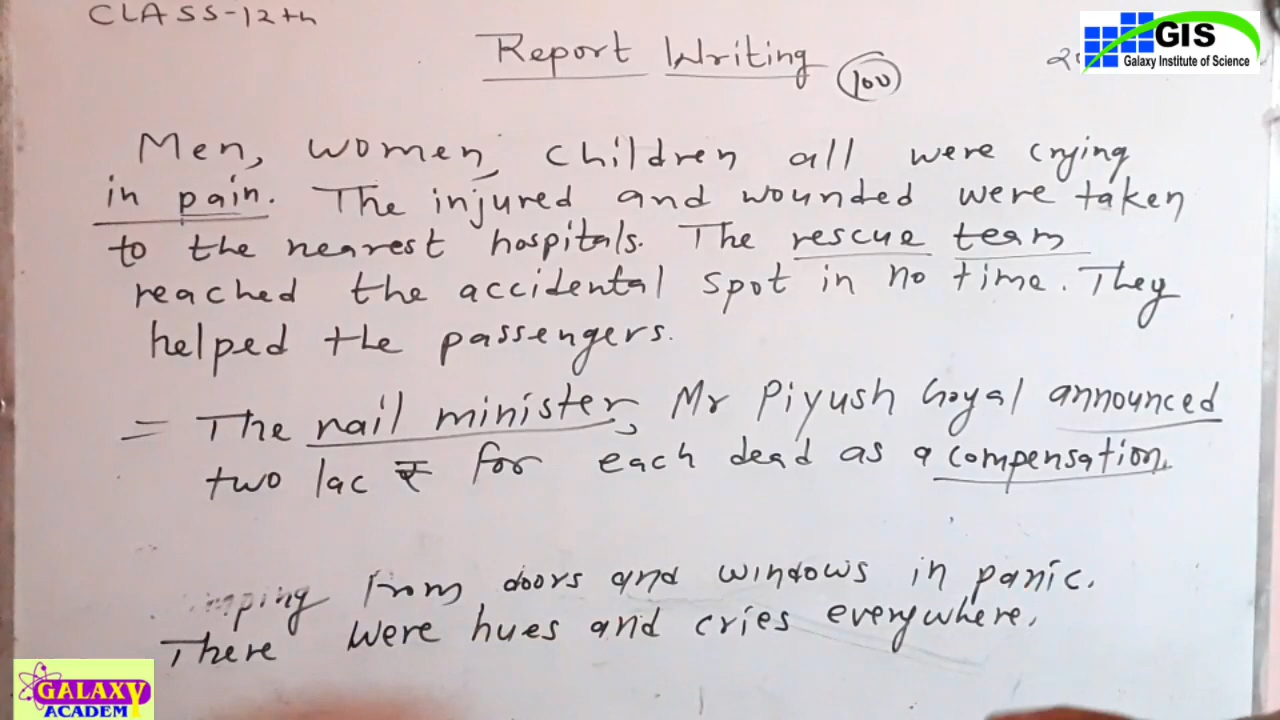 CLASS-12th
GIS
Galaxy Institute of Science
Report Writing 100
Men, women, children all were crying
in pain. The injured and wounded were taken
to the nearest hospitals. The rescue team
reached the accidental spot in no time. They
helped the passengers.
= The rail minister, Mr Piyush Goyal announced
two lac ₹ for each dead as a compensation.
from doors and windows in panic.
There were hues and cries everywhere.
GALAXY
ACADEMY